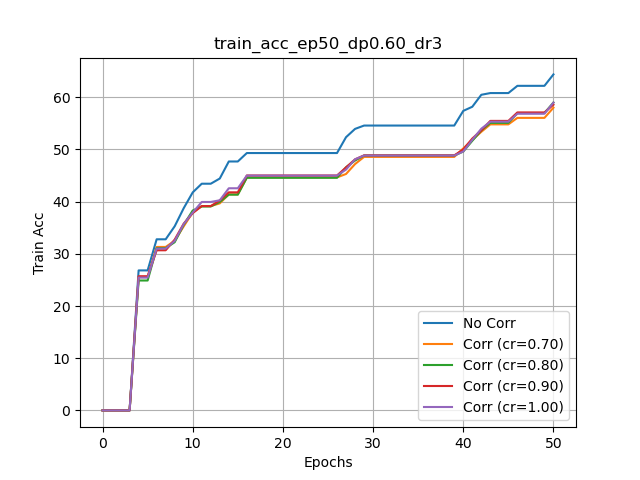 train_acc_ep50_dp0.60_dr3
Train Acc
60
50
40
30
20
10
0
No Corr
Corr (cr=0.70)
Corr (cr=0.80)
Corr (cr=0.90)
Corr (cr=1.00)
0 10 20 30 40 50
Epochs